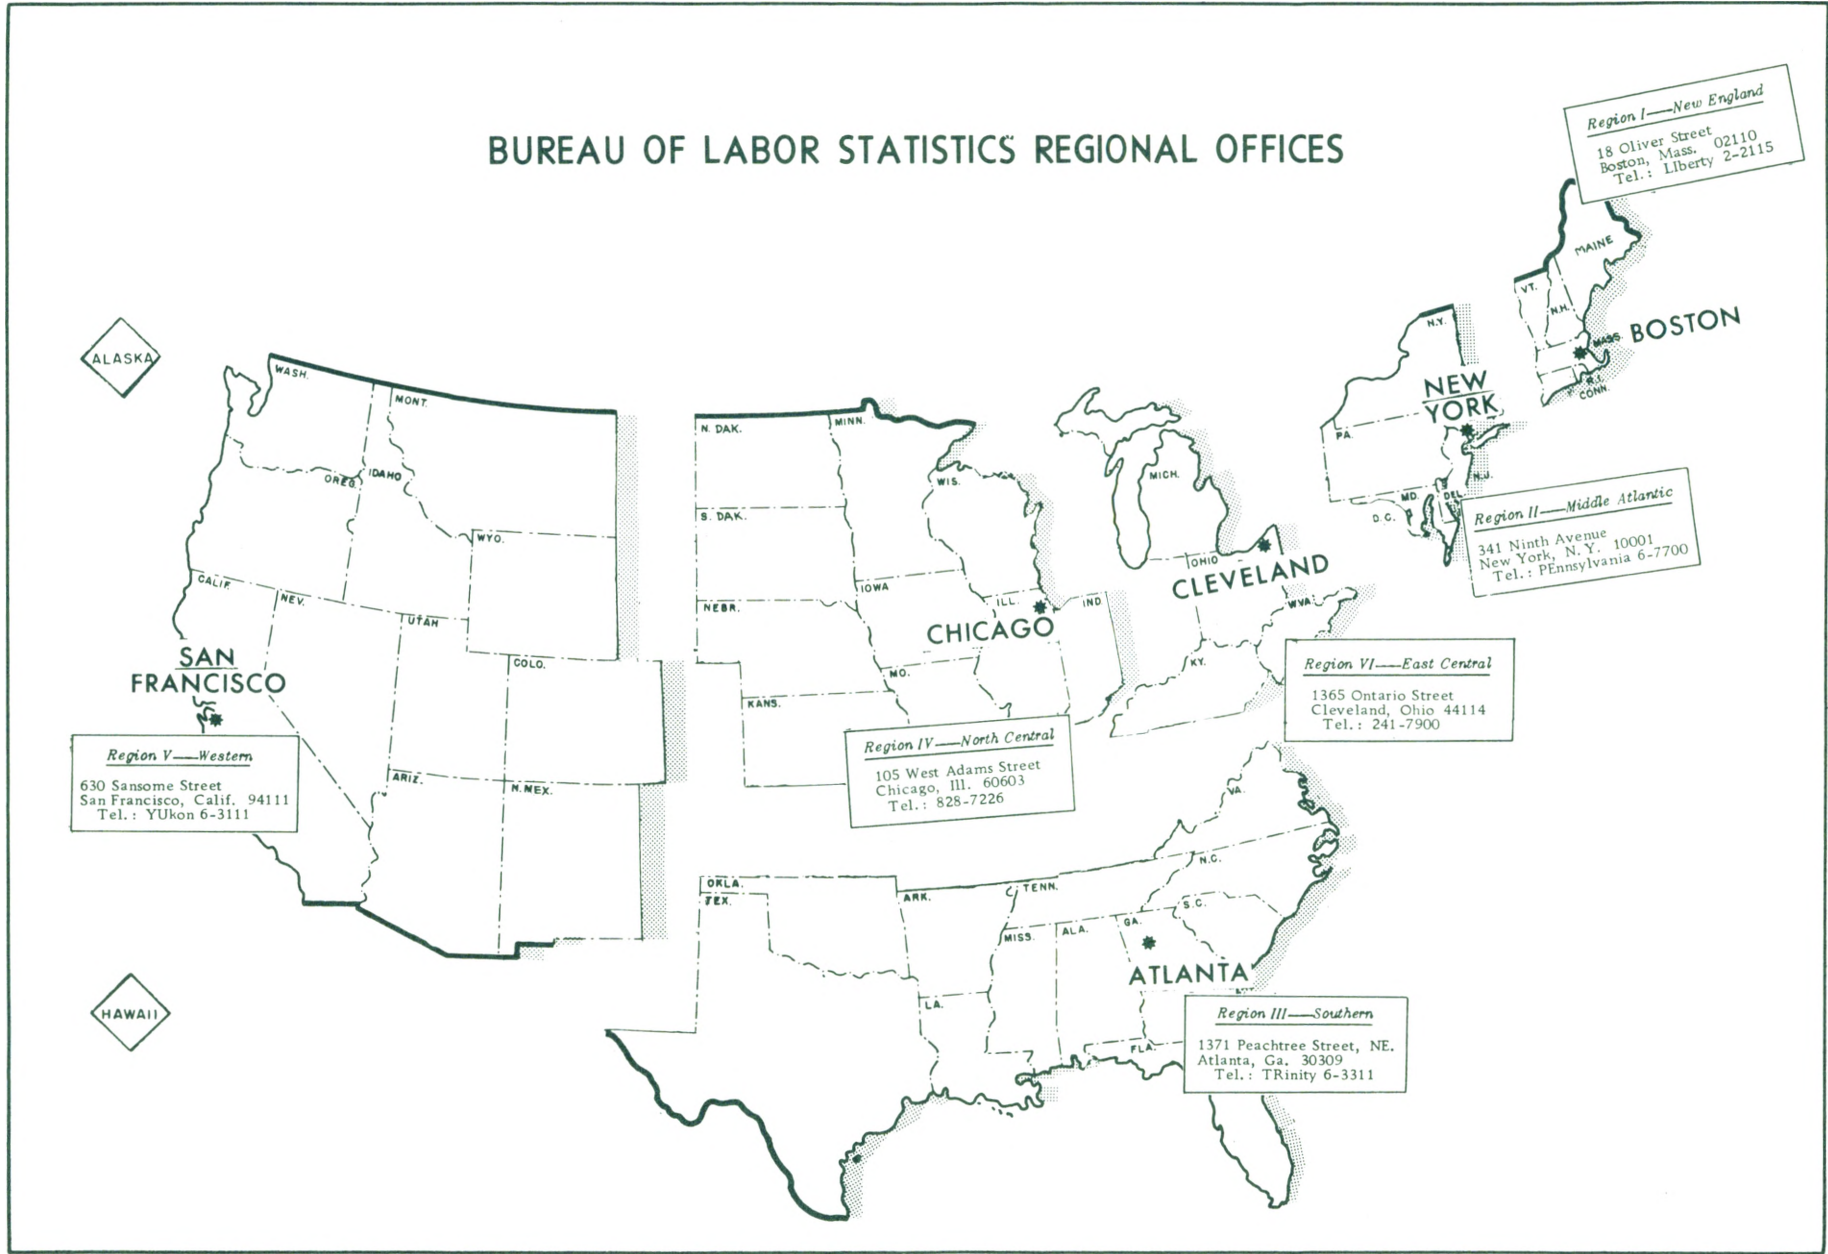 BUREAU OF LABOR STATISTICS REGIONAL OFFICES
Region I—New England
18 Oliver Street
Boston, Mass. 02110
Tel.: LIberty 2-2115
MAINE
VT.
N.H.
MASS.
BOSTON
R.I.
CONN.
N.Y.
NEW
YORK
PA.
N.J.
MD.
DEL.
D.C.
Region II—Middle Atlantic
341 Ninth Avenue
New York, N.Y. 10001
Tel.: PEnnsylvania 6-7700
ALASKA
WASH.
MONT.
IDAHO
OREG.
WYO.
CALIF.
NEV.
UTAH
COLO.
SAN
FRANCISCO
Region V—Western
630 Sansome Street
San Francisco, Calif. 94111
Tel.: YUkon 6-3111
ARIZ.
N.MEX.
HAWAII
N. DAK.
MINN.
WIS.
S. DAK.
IOWA
NEBR.
ILL.
IND.
CHICAGO
MO.
KANS.
Region IV—North Central
105 West Adams Street
Chicago, Ill. 60603
Tel.: 828-7226
MICH.
OHIO
CLEVELAND
W.VA.
KY.
Region VI—East Central
1365 Ontario Street
Cleveland, Ohio 44114
Tel.: 241-7900
VA.
N.C.
OKLA.
TEX.
ARK.
TENN.
S.C.
MISS.
ALA.
GA.
ATLANTA
LA.
FLA.
Region III—Southern
1371 Peachtree Street, NE.
Atlanta, Ga. 30309
Tel.: TRinity 6-3311